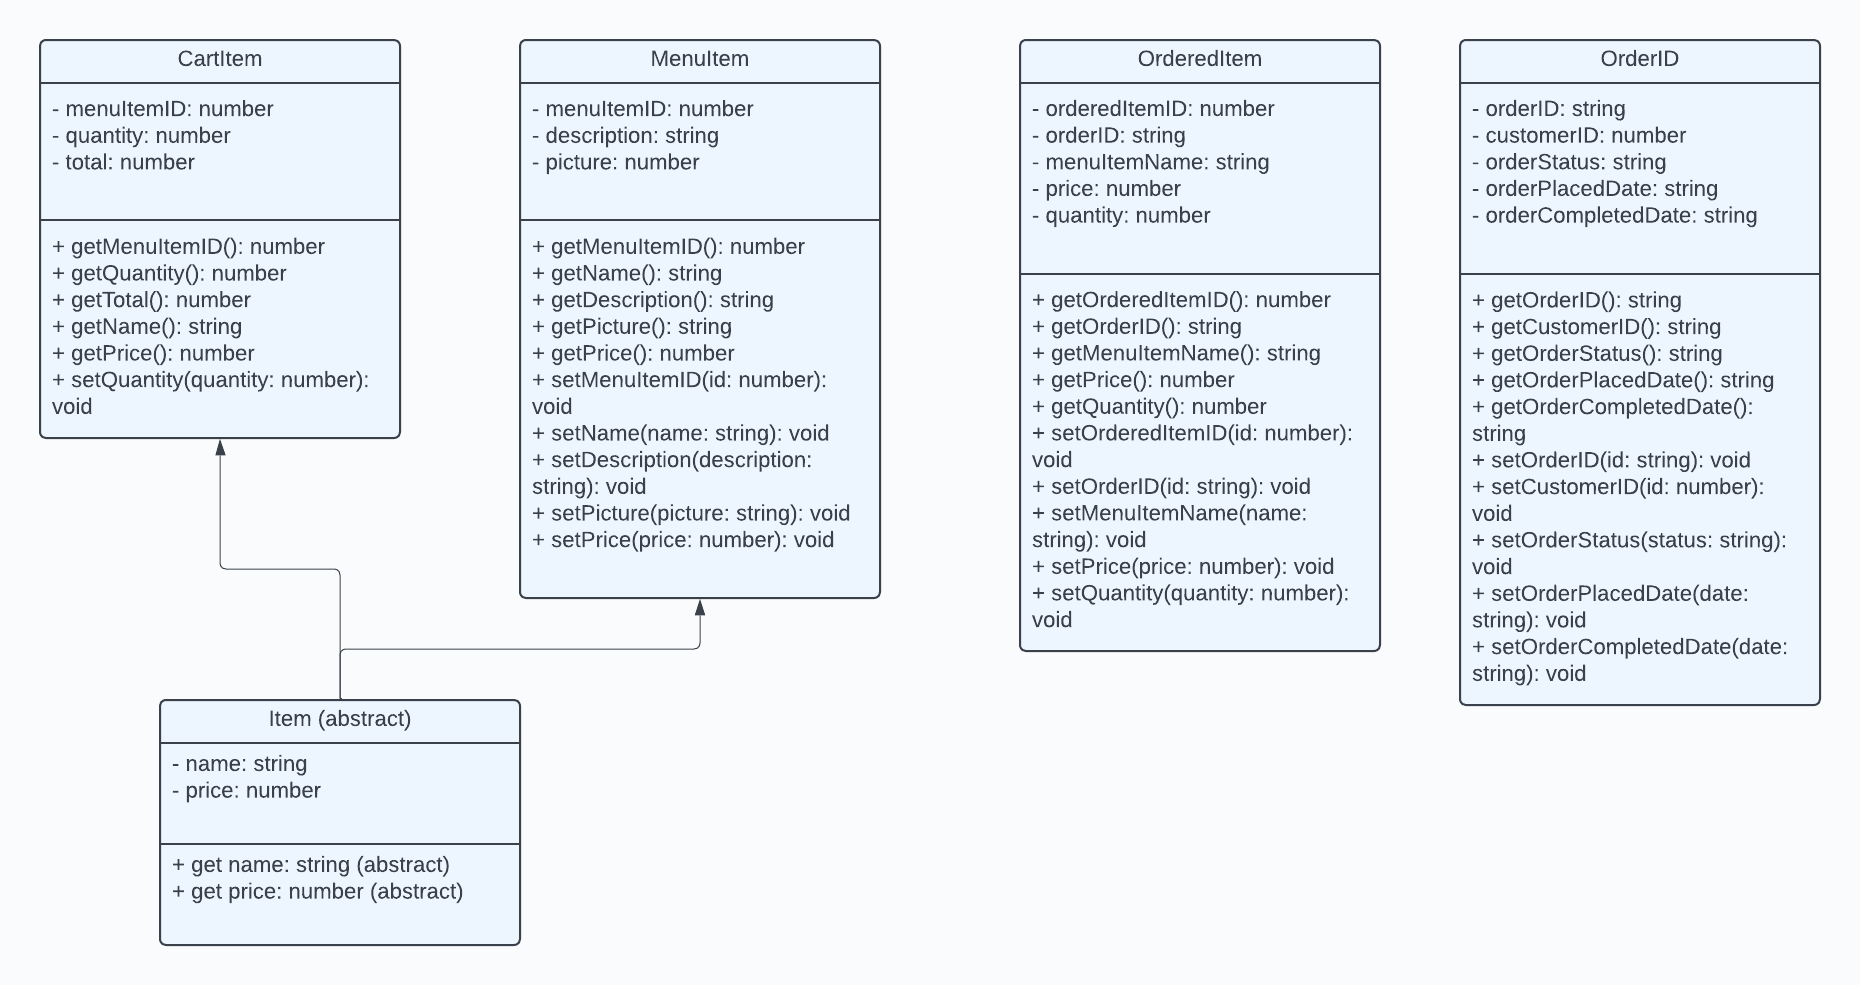 CartItem
- menuItemID: number
- quantity: number
- total: number
+ getMenuItemID(): number
+ getQuantity(): number
+ getTotal(): number
+ getName(): string
+ getPrice(): number
+ setQuantity(quantity: number):
void
MenuItem
- menuItemID: number
- description: string
- picture: number
+ getMenuItemID(): number
+ getName(): string
+ getDescription(): string
+ getPicture(): string
+ getPrice(): number
+ setMenuItemID(id: number):
void
+ setName(name: string): void
+ setDescription(description:
string): void
+ setPicture(picture: string): void
+ setPrice(price: number): void
OrderedItem
- orderedItemID: number
- orderID: string
- menuItemName: string
- price: number
- quantity: number
+ getOrderedItemID(): number
+ getOrderID(): string
+ getMenuItemName(): string
+ getPrice(): number
+ getQuantity(): number
+ setOrderedItemID(id: number):
void
+ setOrderID(id: string): void
+ setMenuItemName(name:
string): void
+ setPrice(price: number): void
+ setQuantity(quantity: number):
void
OrderID
- orderID: string
- customerID: number
- orderStatus: string
- orderPlacedDate: string
- orderCompletedDate: string
+ getOrderID(): string
+ getCustomerID(): string
+ getOrderStatus(): string
+ getOrderPlacedDate(): string
+ getOrderCompletedDate():
string
+ setOrderID(id: string): void
+ setCustomerID(id: number):
void
+ setOrderStatus(status: string):
void
+ setOrderPlacedDate(date:
string): void
+ setOrderCompletedDate(date:
string): void
Item (abstract)
- name: string
- price: number
+ get name: string (abstract)
+ get price: number (abstract)